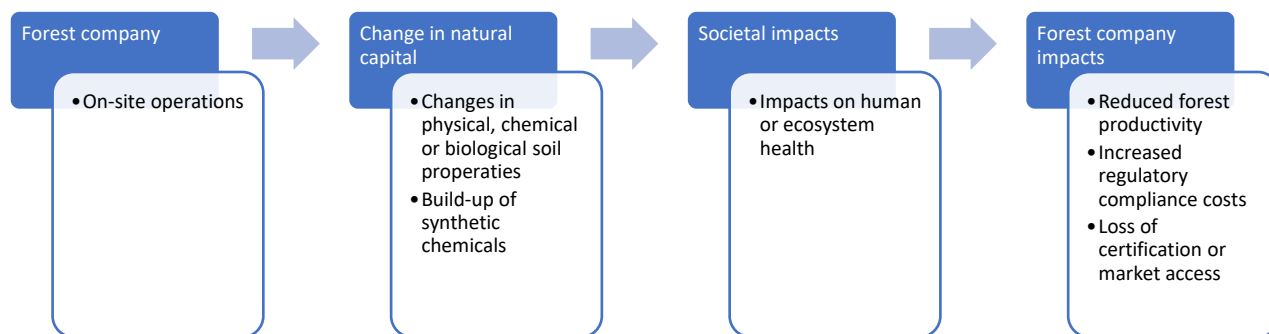 Forest company
•On-site operations
Change in natural
capital
•Changes in
physical, chemical
or biological soil
properaties
•Build-up of
synthetic
chemicals
Societal impacts
•Impacts on human
or ecosystem
health
Forest company
impacts
•Reduced forest
productivity
•Increased
regulatory
compliance costs
•Loss of
certification or
market access